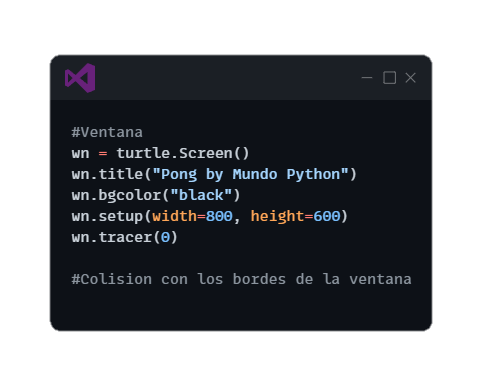 #Ventana
wn = turtle.Screen()
wn.title("Pong by Mundo Python")
wn.bgcolor("black")
wn.setup(width=800, height=600)
wn.tracer(0)
#Colision con los bordes de la ventana